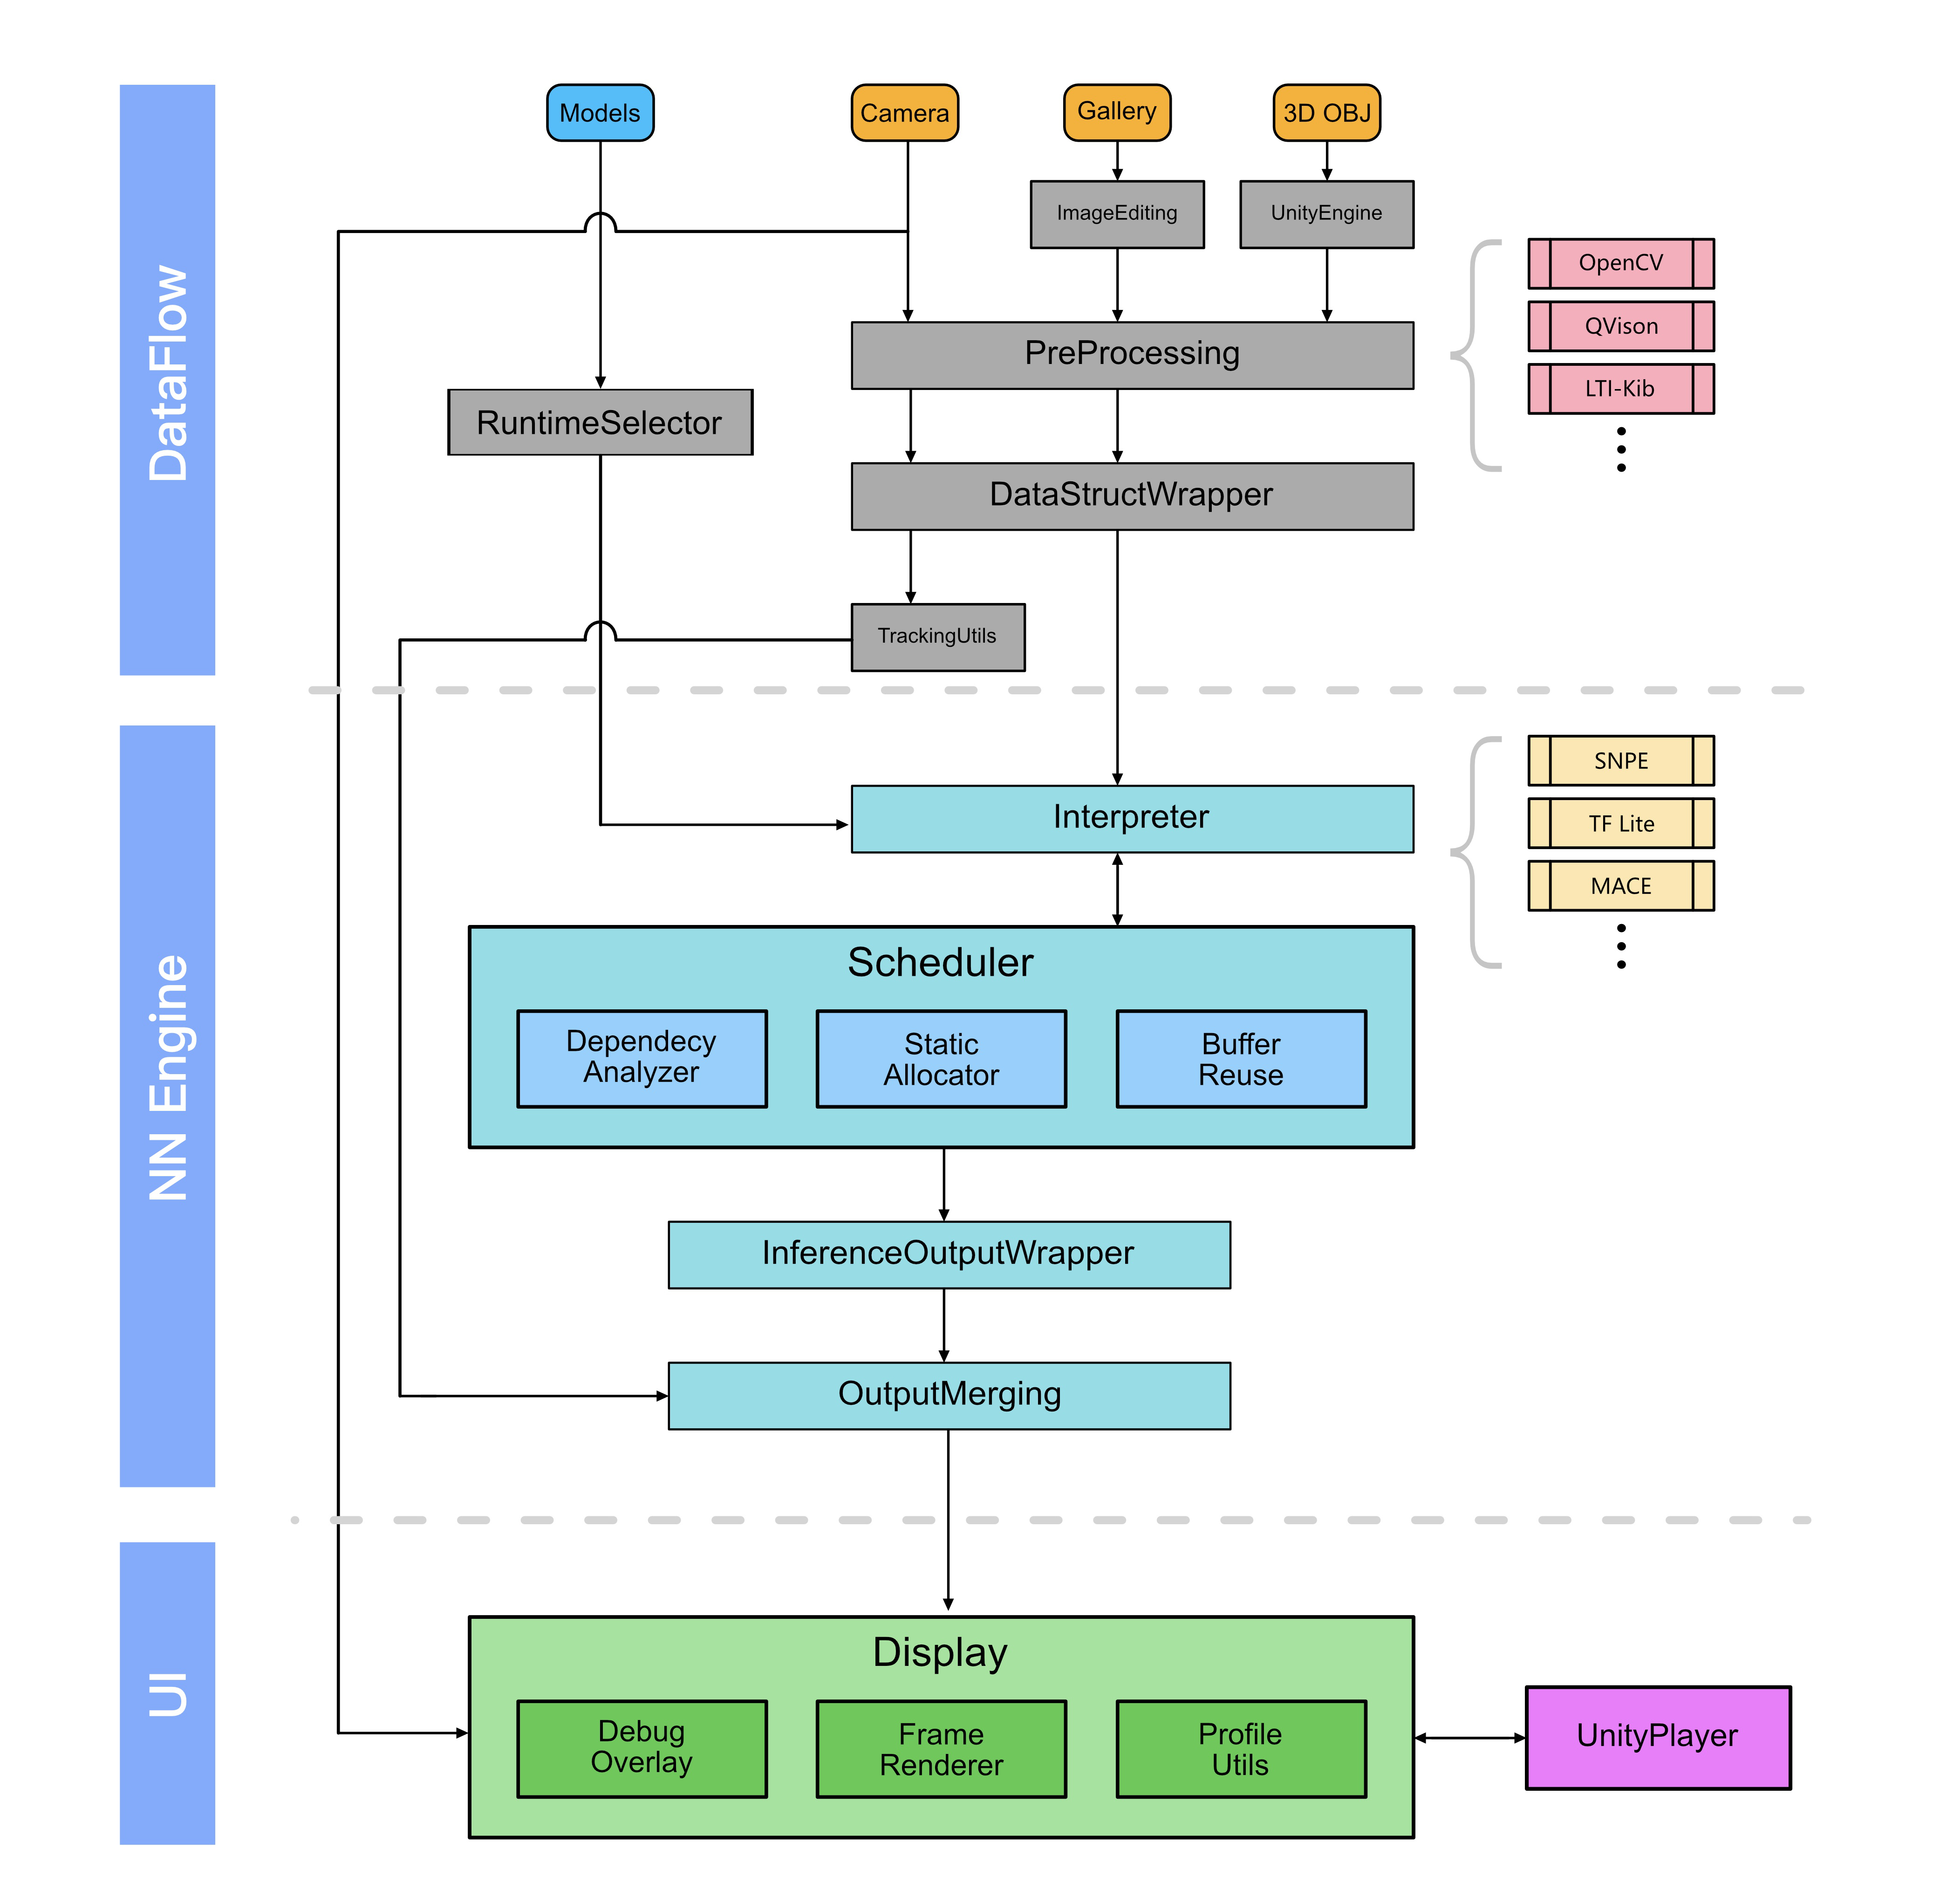 Models
Camera
Gallery
3D OBJ
ImageEditing
UnityEngine
DataFlow
OpenCV
QVison
LTI-Kib
PreProcessing
RuntimeSelector
DataStructWrapper
TrackingUtils
NN Engine
SNPE
TF Lite
MACE
Interpreter
Scheduler
Dependecy
Analyzer
Static
Allocator
Buffer
Reuse
InferenceOutputWrapper
OutputMerging
UI
Display
Debug
Overlay
Frame
Renderer
Profile
Utils
UnityPlayer